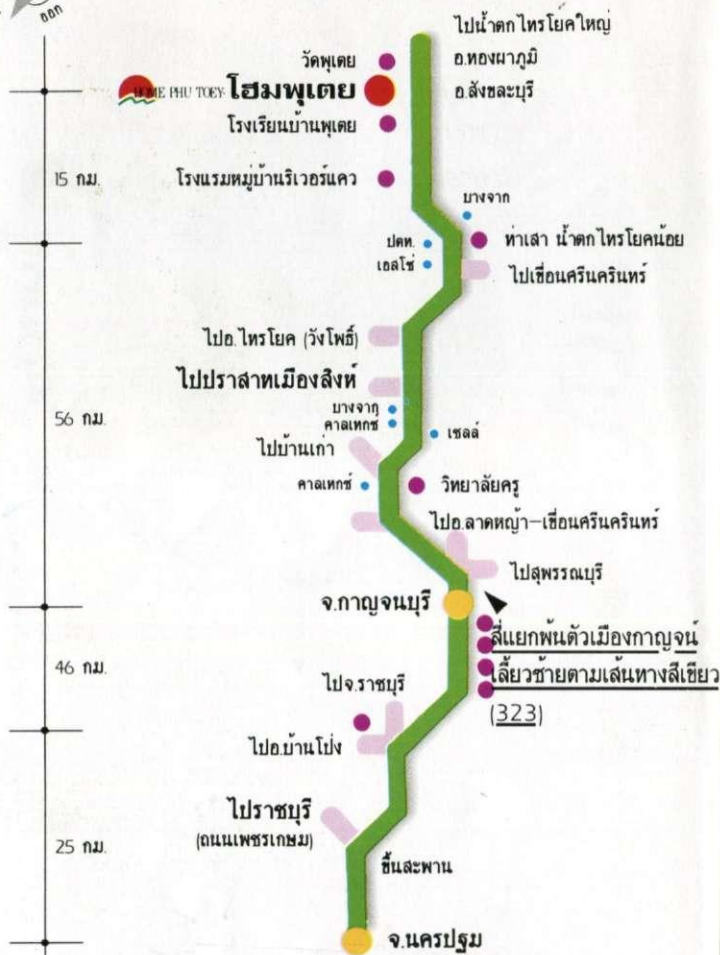 ออก
ไปน้ำตกไทรโยคใหญ่
วัดพุเตย
อ.ทองผาภูมิ
HOME PHU TOEY โฮมพุเตย
อ.สังขละบุรี
โรงเรียนบ้านพุเตย
15 กม.
โรงแรมหมู่บ้านริเวอร์แคว
บางจาก
ปตท.
ท่าเสา น้ำตกไทรโยคน้อย
เอสโซ่
ไปเขื่อนศรีนครินทร์
ไปอ.ไทรโยค (วังโพธิ์)
ไปปราสาทเมืองสิงห์
บางจาก
56 กม.
คาลเทกซ์
เชลล์
ไปบ้านเก่า
คาลเทกซ์
วิทยาลัยครู
ไปอ.ลาดหญ้า–เขื่อนศรีนครินทร์
ไปสุพรรณบุรี
จ.กาญจนบุรี
สี่แยกพ้นตัวเมืองกาญจน์
46 กม.
เลี้ยวซ้ายตามเส้นทางสีเขียว
ไปจ.ราชบุรี
(323)
ไปอ.บ้านโป่ง
ไปราชบุรี
(ถนนเพชรเกษม)
25 กม.
ขึ้นสะพาน
จ.นครปฐม